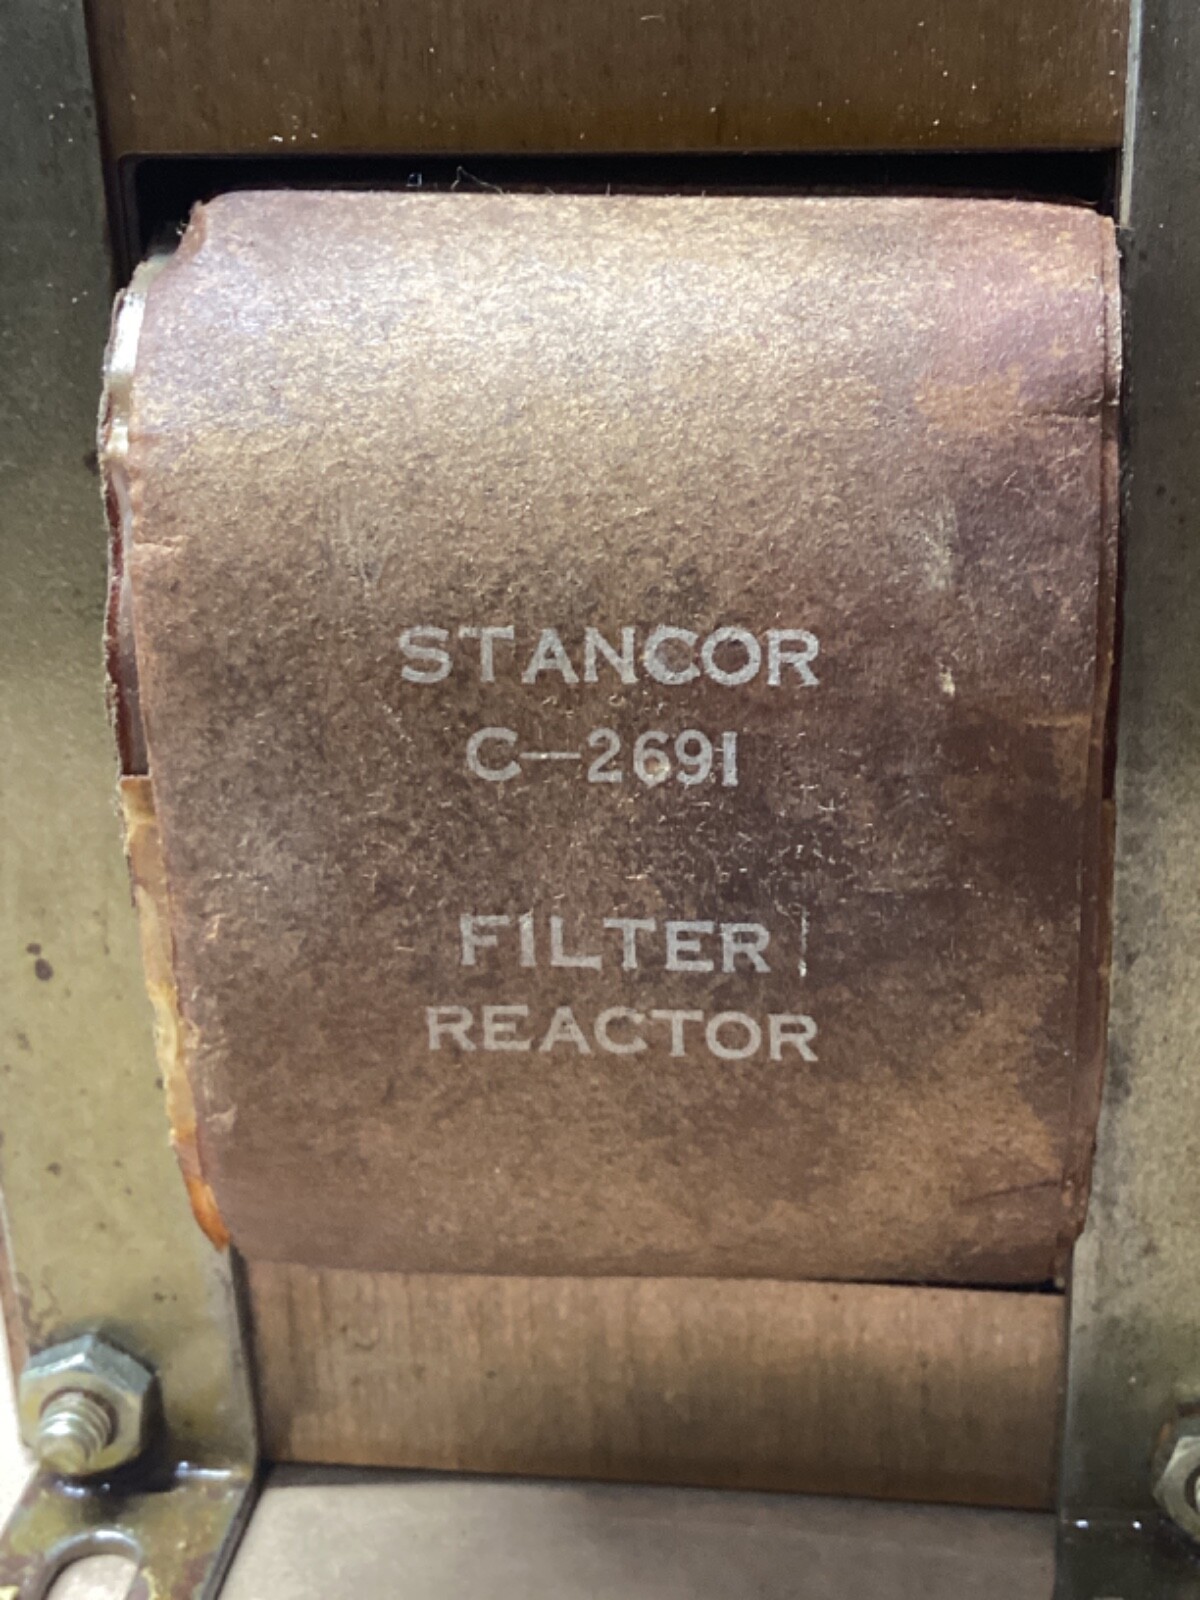 STANCOR
C-2691
FILTER
REACTOR